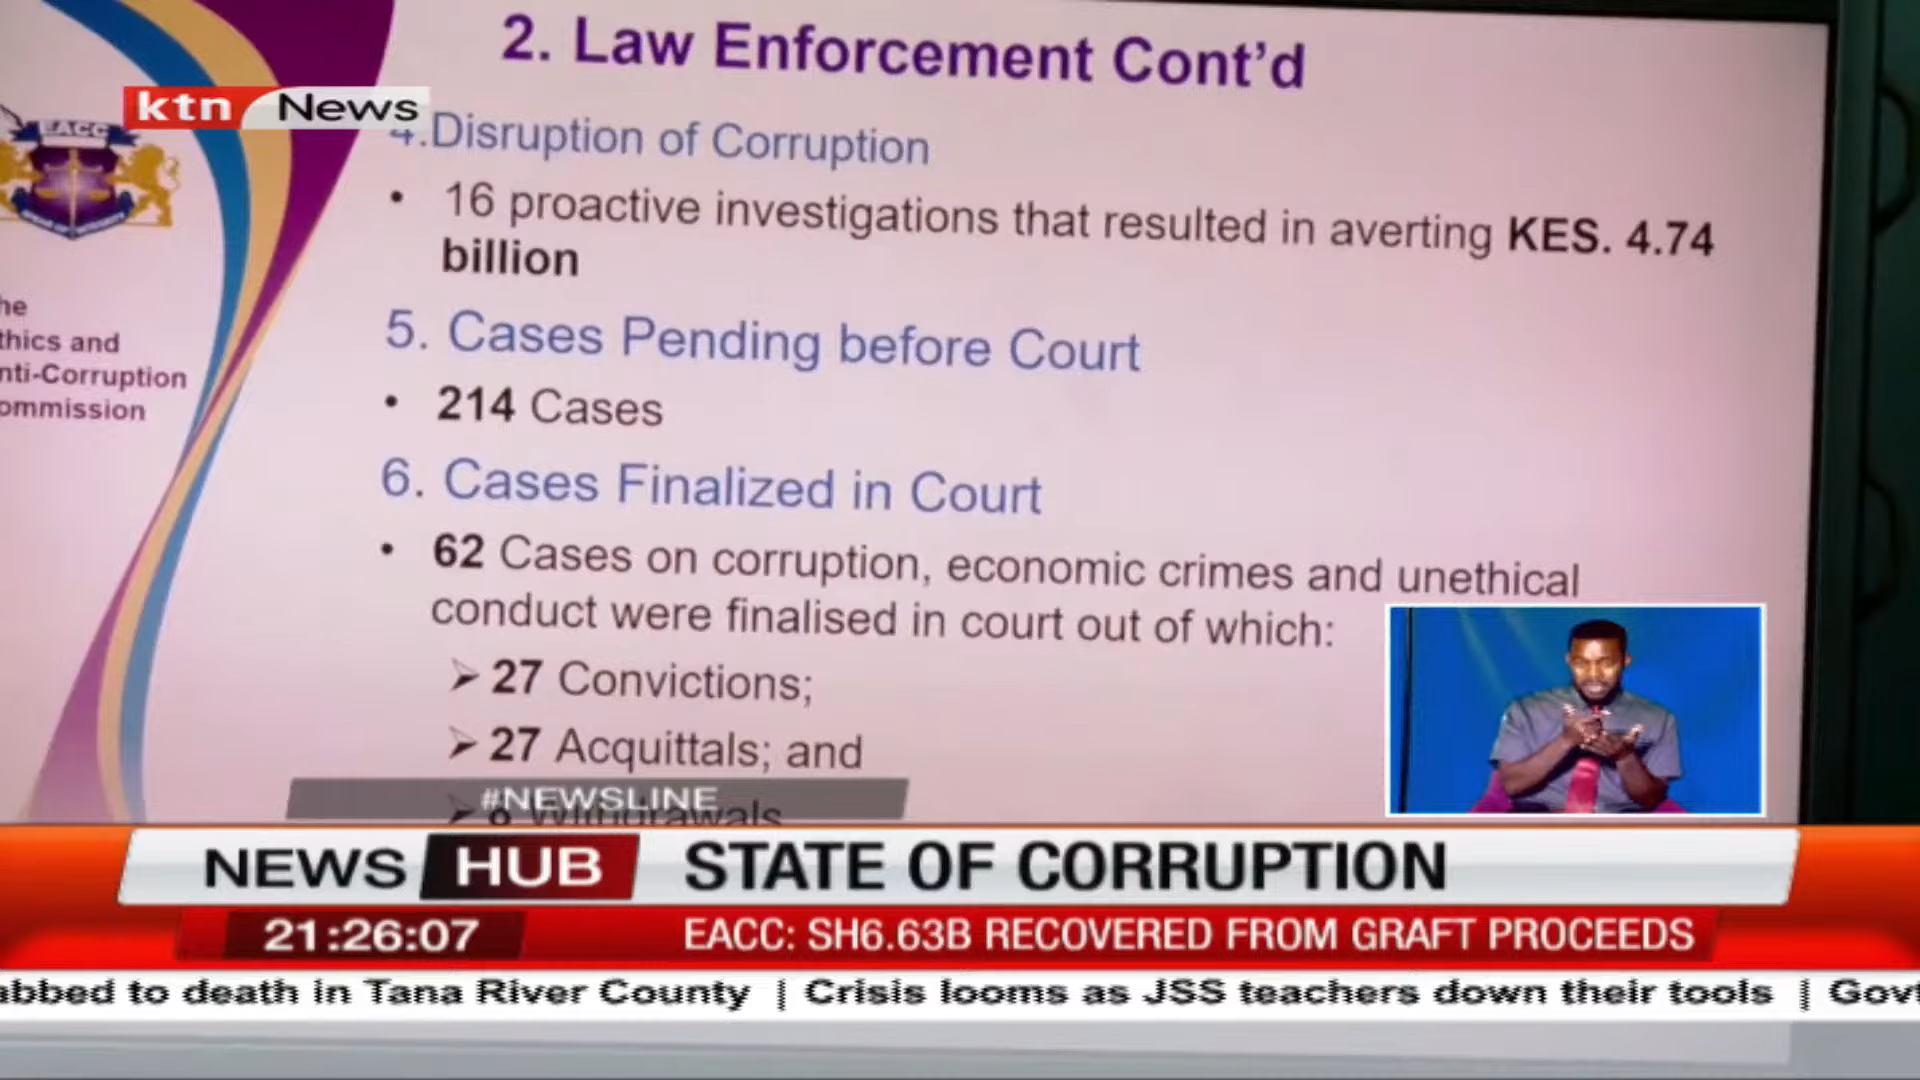 2. Law Enforcement Cont'd
ktn News
4.Disruption of Corruption
EACC
• 16 proactive investigations that resulted in averting KES. 4.74
billion
he
thics and
nti-Corruption
ommission
5. Cases Pending before Court
• 214 Cases
6. Cases Finalized in Court
• 62 Cases on corruption, economic crimes and unethical
conduct were finalised in court out of which:
➢ 27 Convictions;
➢ 27 Acquittals; and
➢ 8 Withdrawals
#NEWSLINE
NEWS HUB STATE OF CORRUPTION
21:26:07 EACC: SH6.63B RECOVERED FROM GRAFT PROCEEDS
abbed to death in Tana River County | Crisis looms as JSS teachers down their tools | Govt